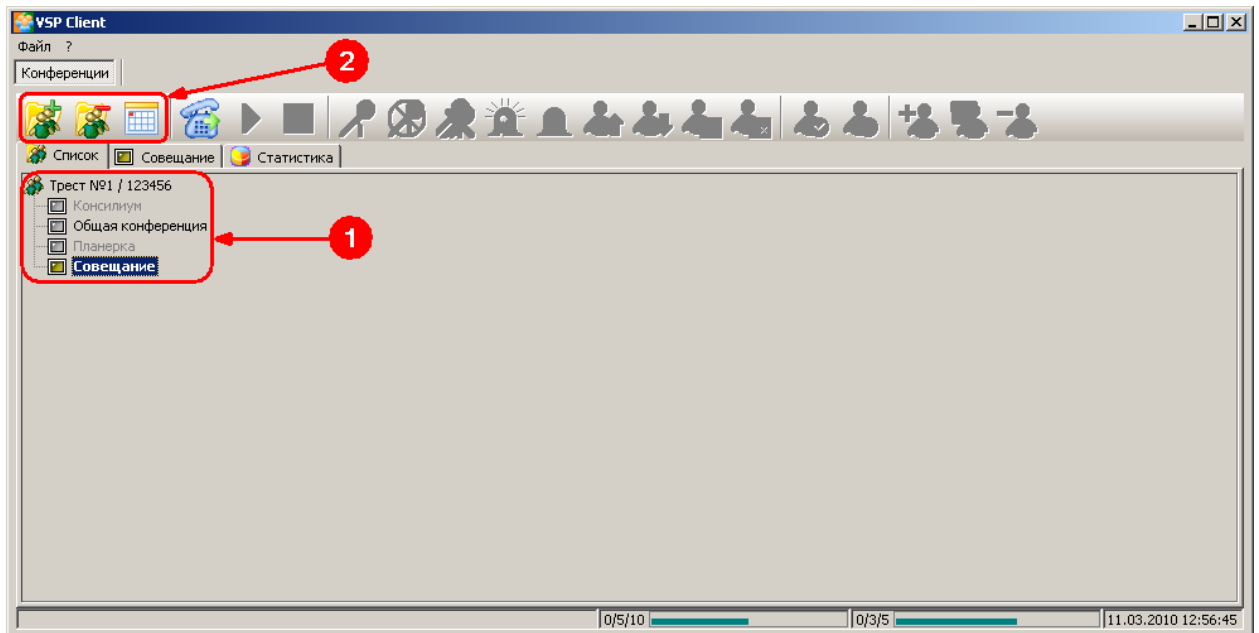 VSP Client
Файл ?
2
Конференции
Список Совещание Статистика
Трест №1 / 123456
Консилиум
Общая конференция
1
Планерка
Совещание
0/5/10 0/3/5 11.03.2010 12:56:45